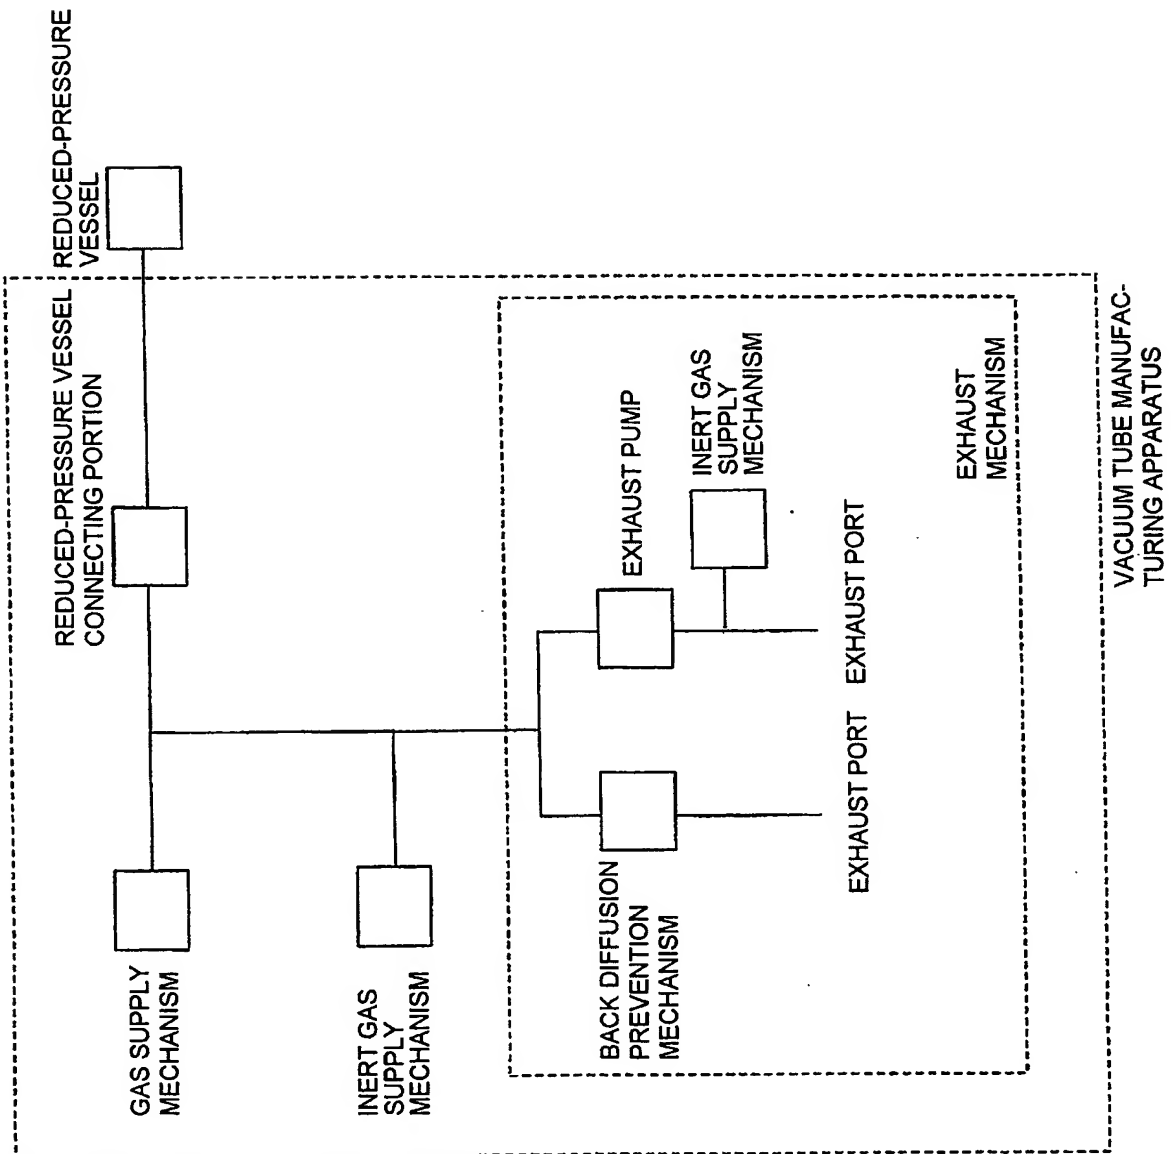 REDUCED-PRESSURE
VESSEL
REDUCED-PRESSURE VESSEL
CONNECTING PORTION
GAS SUPPLY
MECHANISM
INERT GAS
SUPPLY
MECHANISM
BACK DIFFUSION
PREVENTION
MECHANISM
EXHAUST PUMP
INERT GAS
SUPPLY
MECHANISM
EXHAUST PORT
EXHAUST PORT
EXHAUST
MECHANISM
VACUUM TUBE MANUFAC-
TURING APPARATUS